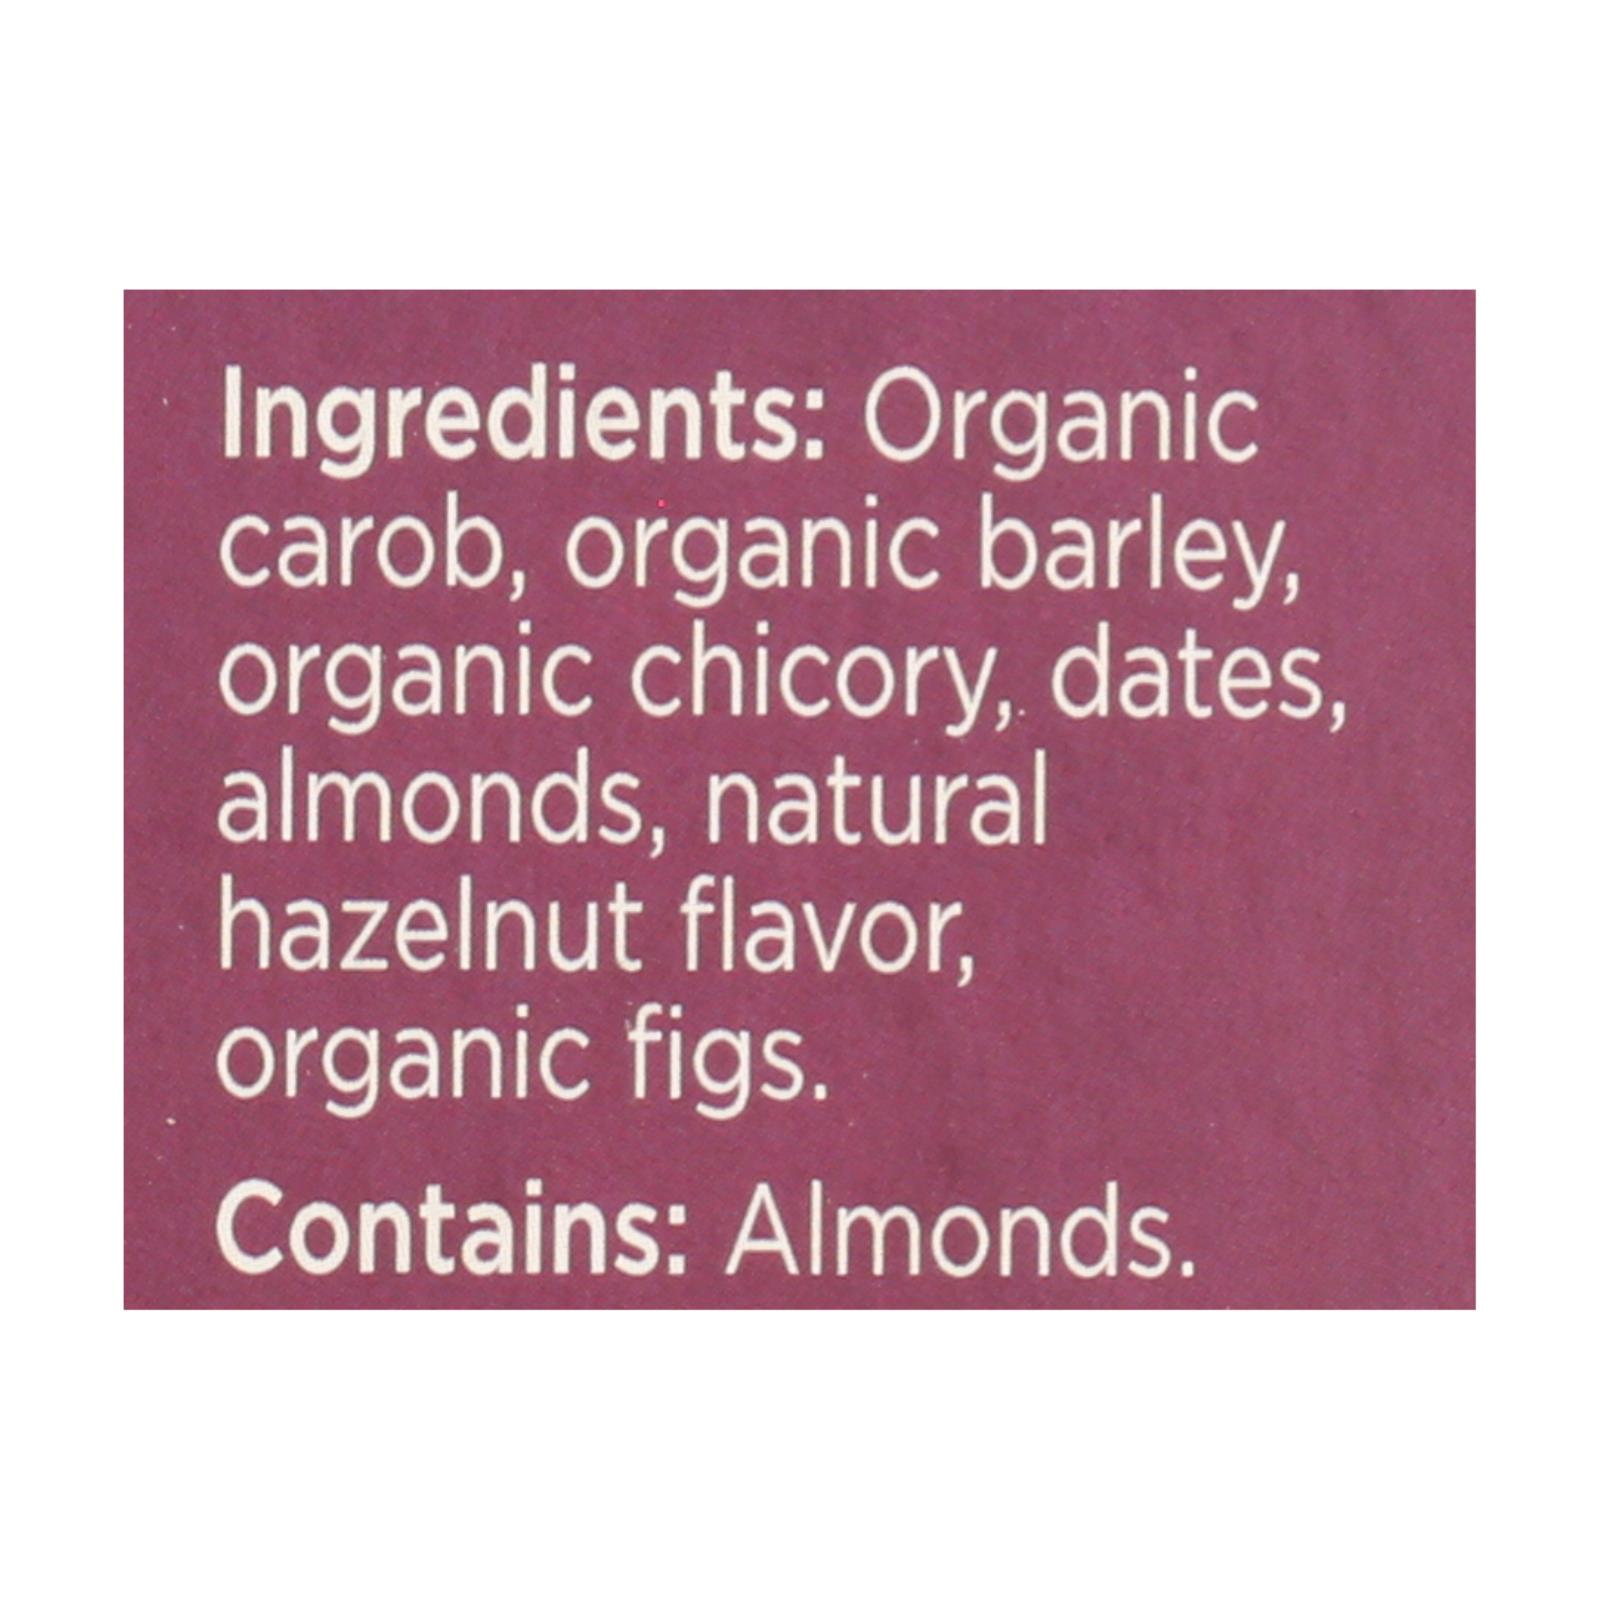 Ingredients: Organic
carob, organic barley,
organic chicory, dates,
almonds, natural
hazelnut flavor,
organic figs.
Contains: Almonds.